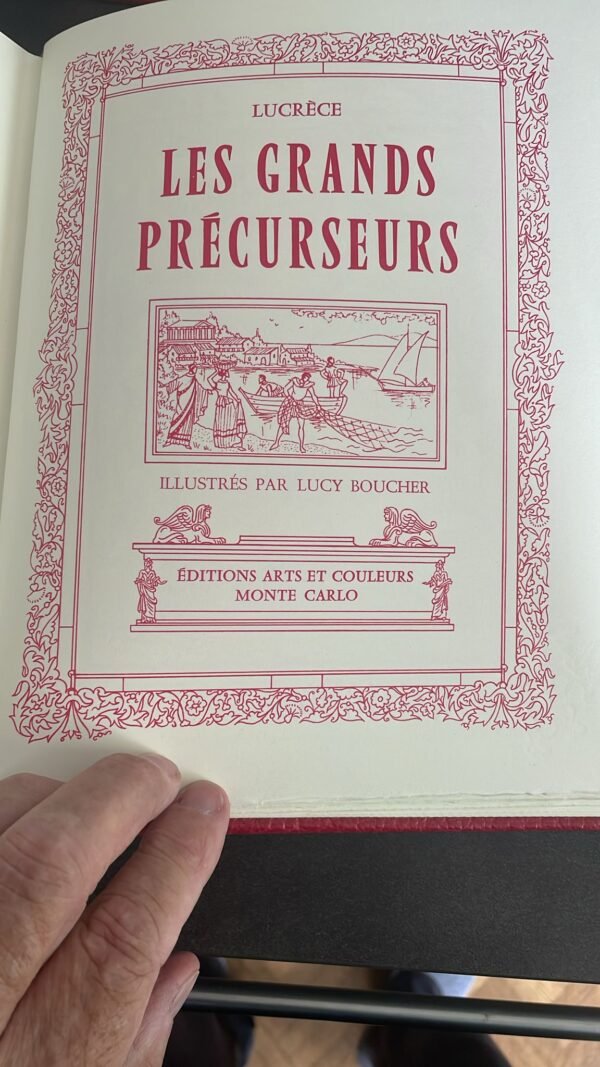 LUCRÈCE
LES GRANDS
PRÉCURSEURS
ILLUSTRÉS PAR LUCY BOUCHER
ÉDITIONS ARTS ET COULEURS
MONTE CARLO